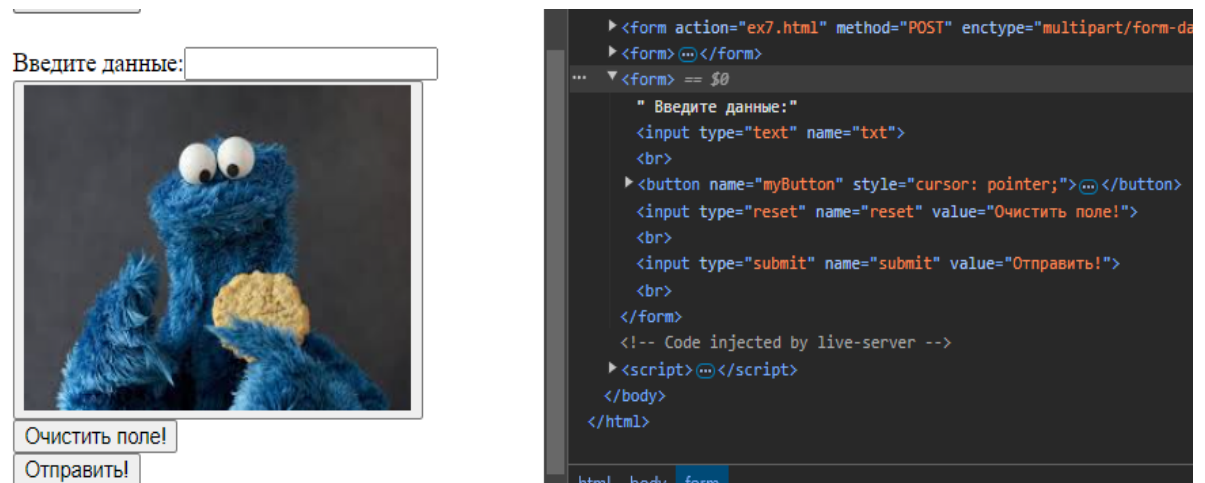 Введите данные:
Очистить поле!
Отправить!
<form action="ex7.html" method="POST" enctype="multipart/form-da
<form> … </form>
… <form> == $0
" Введите данные:"
<input type="text" name="txt">
<br>
<button name="myButton" style="cursor: pointer;"> … </button>
<input type="reset" name="reset" value="Очистить поле!">
<br>
<input type="submit" name="submit" value="Отправить!">
<br>
</form>
<!-- Code injected by live-server -->
<script> … </script>
</body>
</html>
html body form